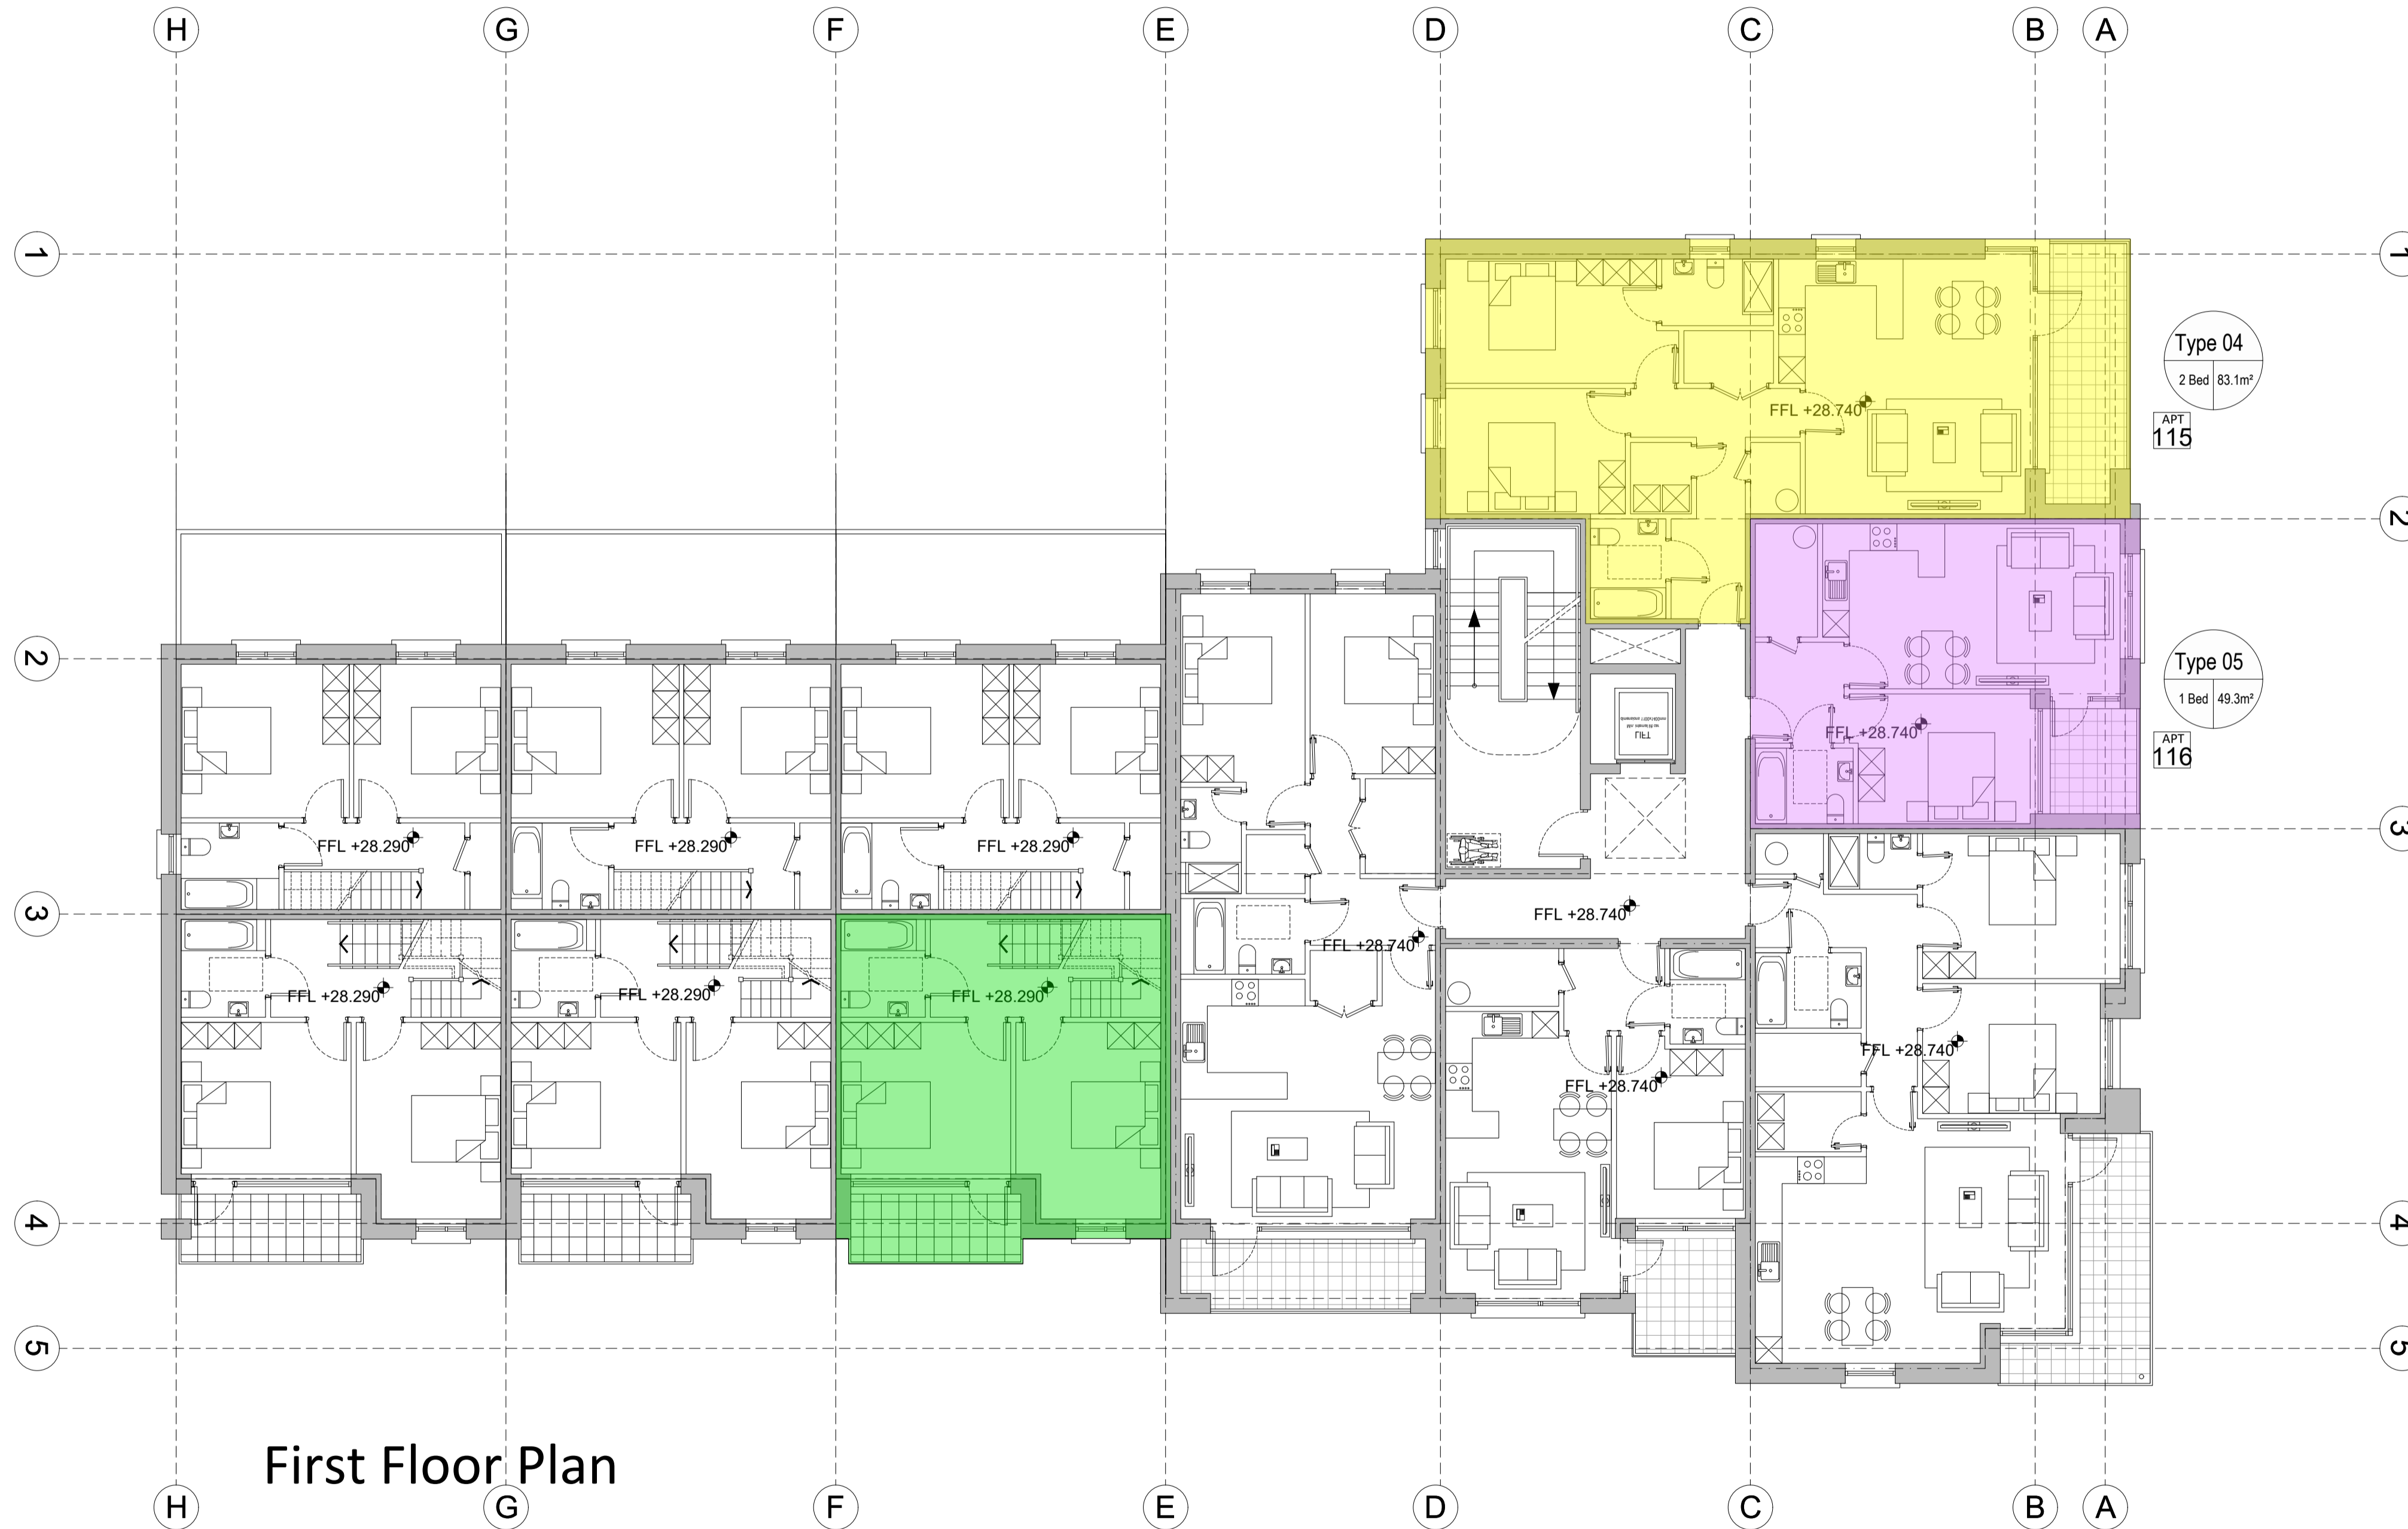 H G F E D C B A
1 1
Type 04
2 Bed 83.1m²
FFL +28.740
APT
115
2
2
Type 05
1 Bed 49.3m²
LIFT
FFL +28.740
APT
116
3
FFL +28.290 FFL +28.290 FFL +28.290
3
FFL +28.740
FFL +28.740
FFL +28.290 FFL +28.290 FFL +28.290
FFL +28.740
FFL +28.740
4 4
5 5
First Floor Plan
H G F E D C B A